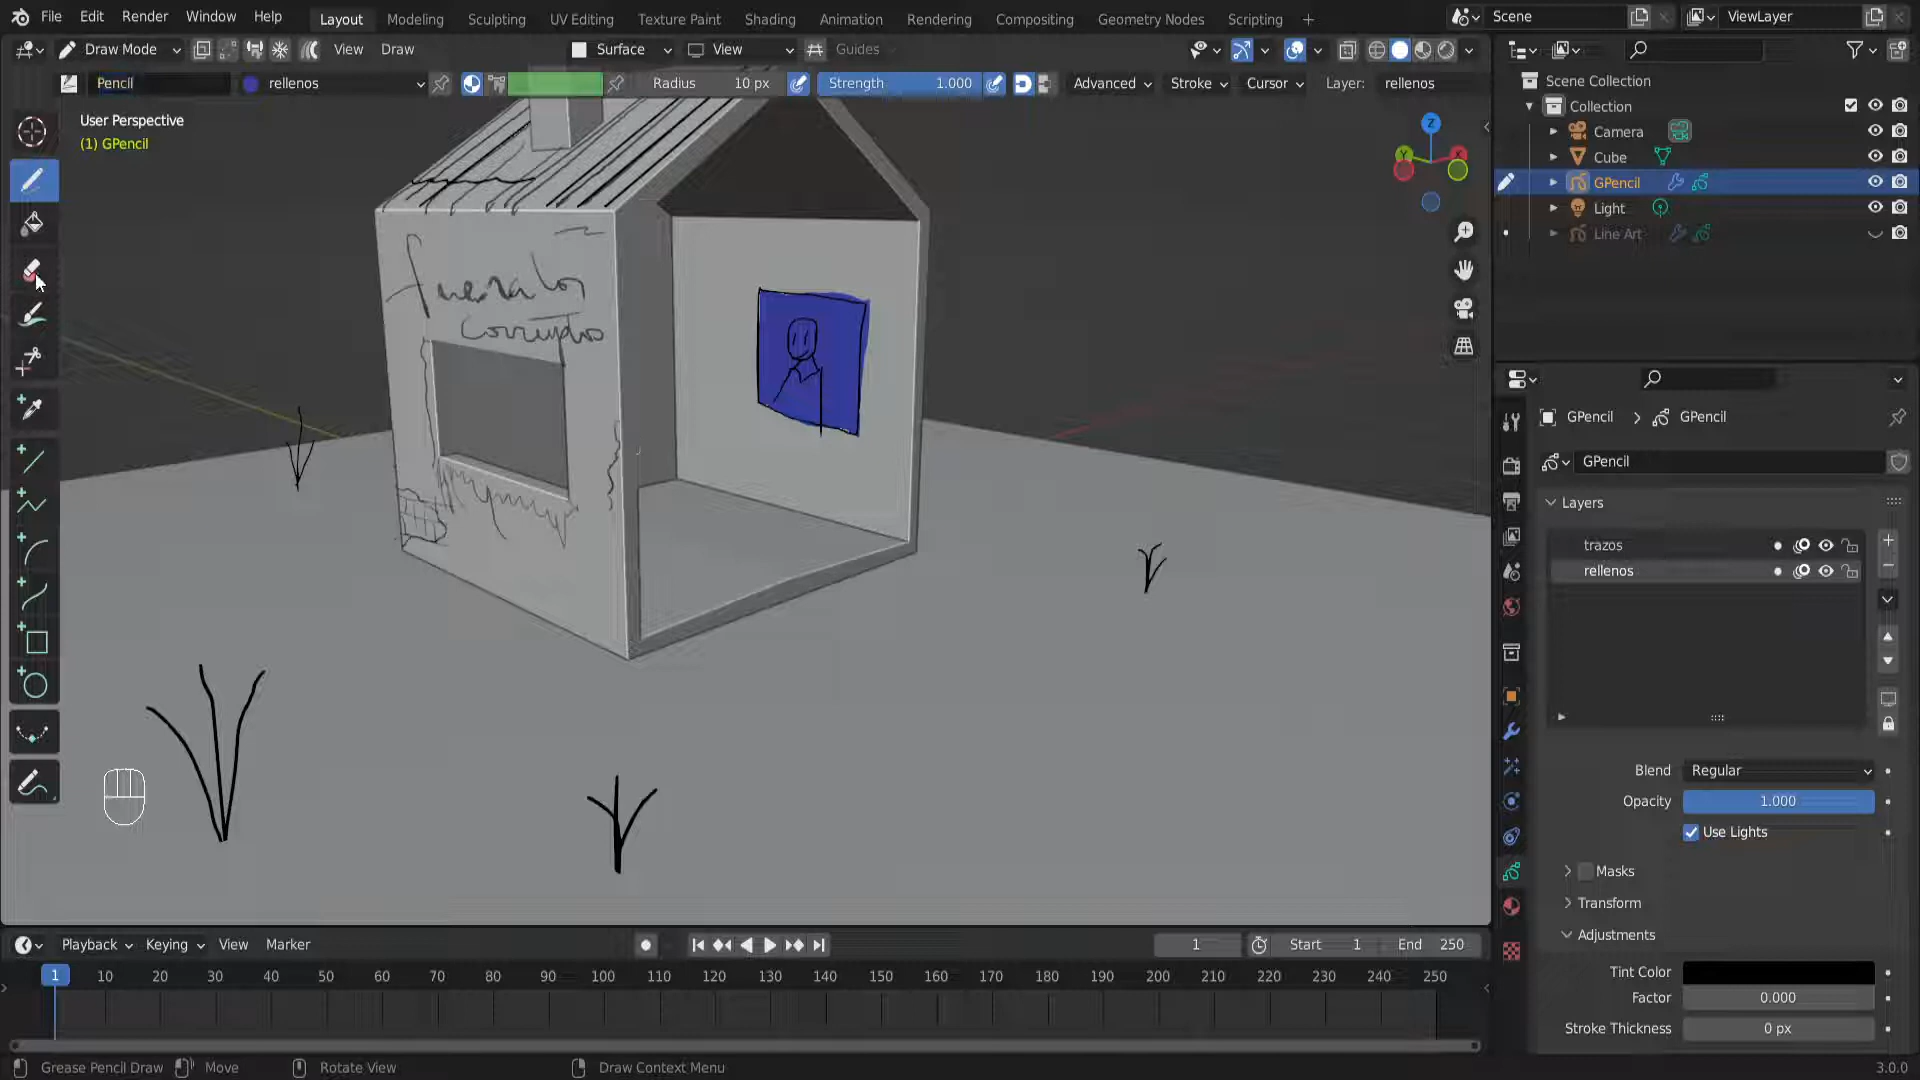 File Edit Render Window Help
Layout Modeling Sculpting UV Editing Texture Paint Shading Animation Rendering Compositing Geometry Nodes Scripting +
Scene
ViewLayer
Draw Mode View Draw
Surface View Guides
Pencil rellenos Radius 10 px Strength 1.000 Advanced Stroke Cursor Layer: rellenos
User Perspective
(1) GPencil
Z
Y
X
Scene Collection
Collection
Camera
Cube
GPencil
Light
Line Art
GPencil > GPencil
GPencil
Layers
trazos
rellenos
Blend Regular
Opacity 1.000
Use Lights
Masks
Transform
Adjustments
Tint Color
Factor 0.000
Stroke Thickness 0 px
Playback Keying View Marker
1 Start 1 End 250
1 10 20 30 40 50 60 70 80 90 100 110 120 130 140 150 160 170 180 190 200 210 220 230 240 250
Grease Pencil Draw Move Rotate View Draw Context Menu 3.0.0